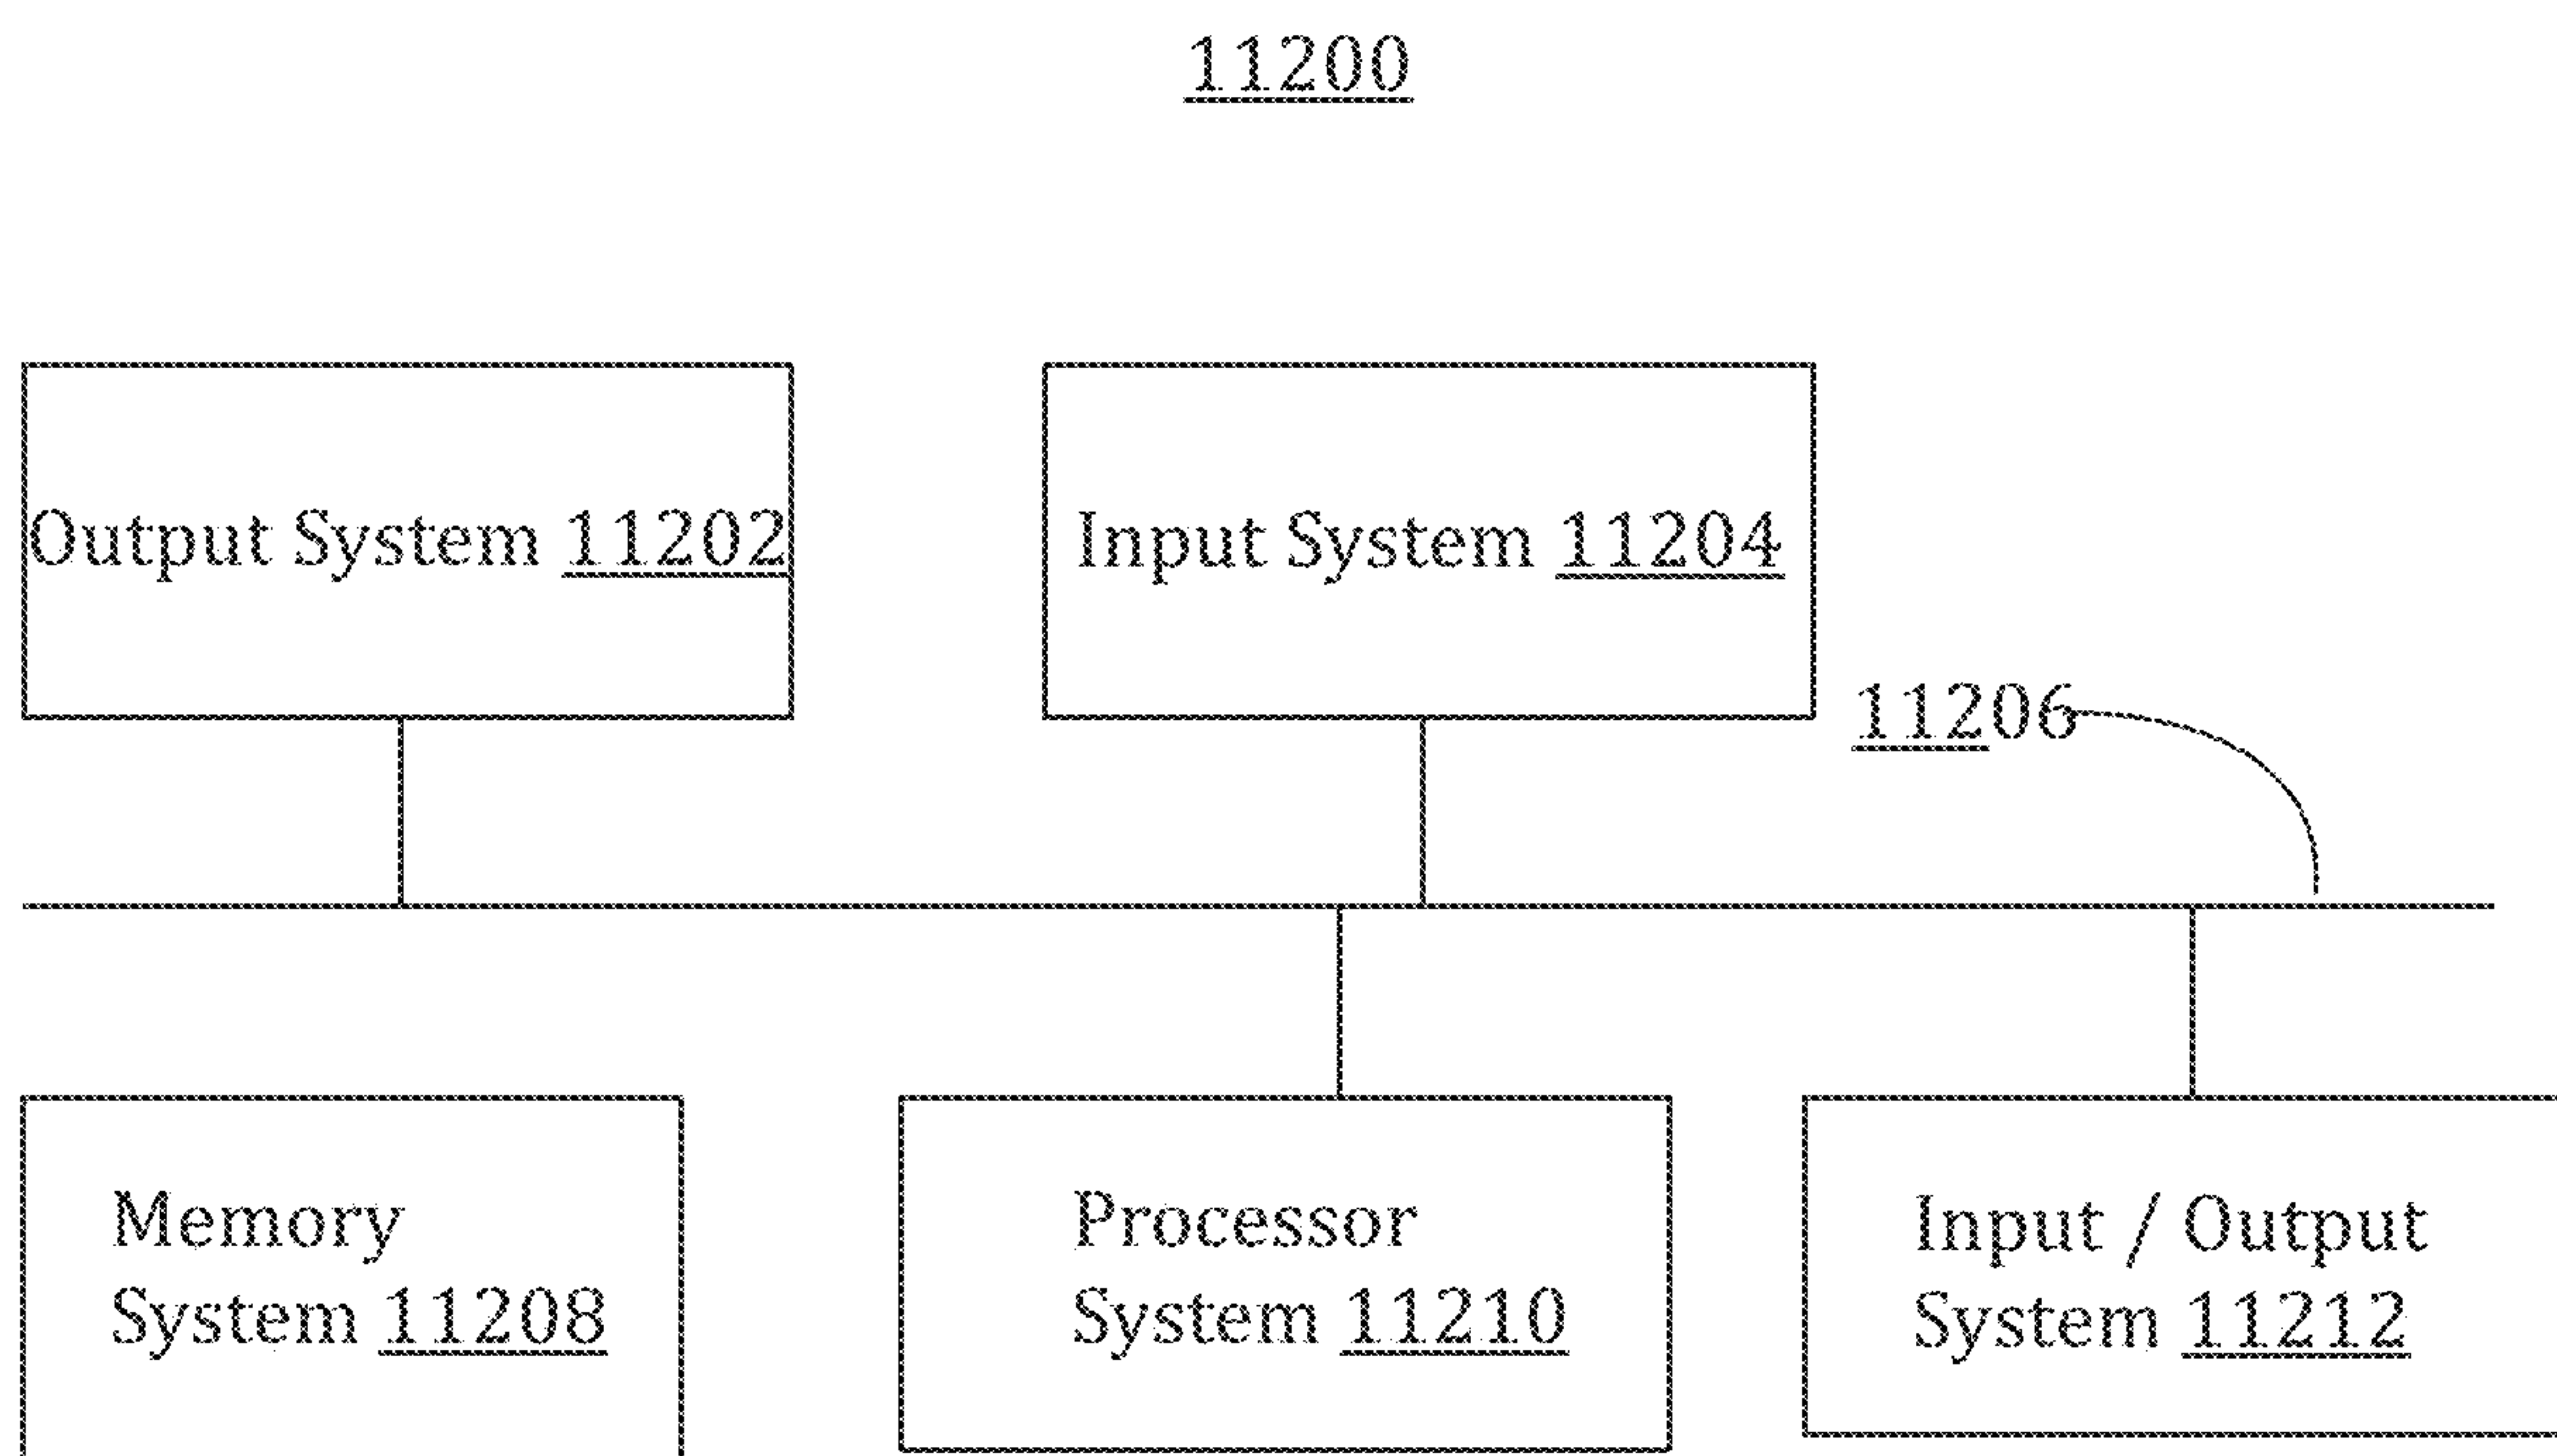 11200
Output System 11202
Input System 11204
11206
Memory
System 11208
Processor
System 11210
Input / Output
System 11212